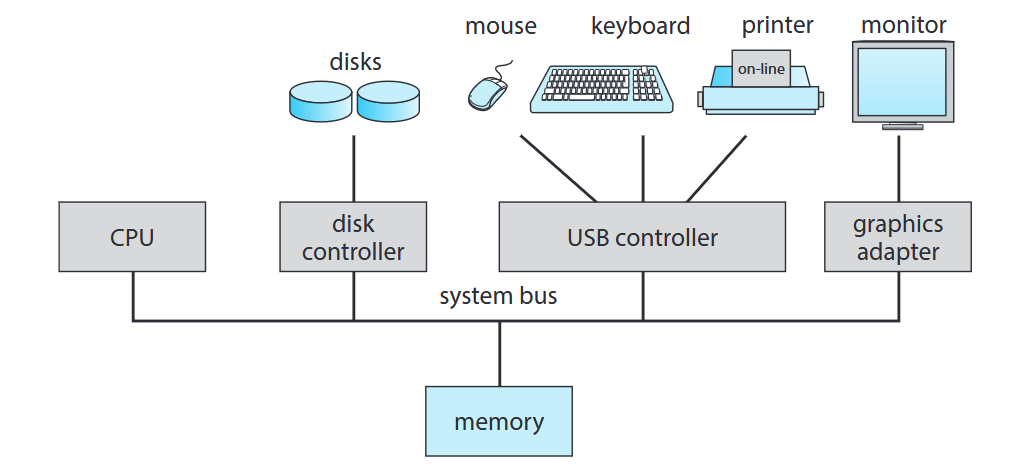 mouse
keyboard
printer
monitor
disks
on-line
CPU
disk
controller
USB controller
graphics
adapter
system bus
memory